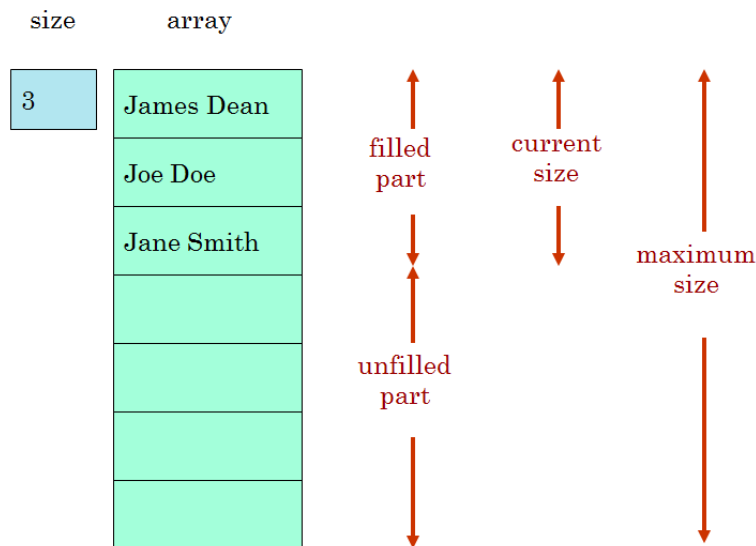 size
array
3
James Dean
Joe Doe
Jane Smith
filled
part
current
size
maximum
size
unfilled
part